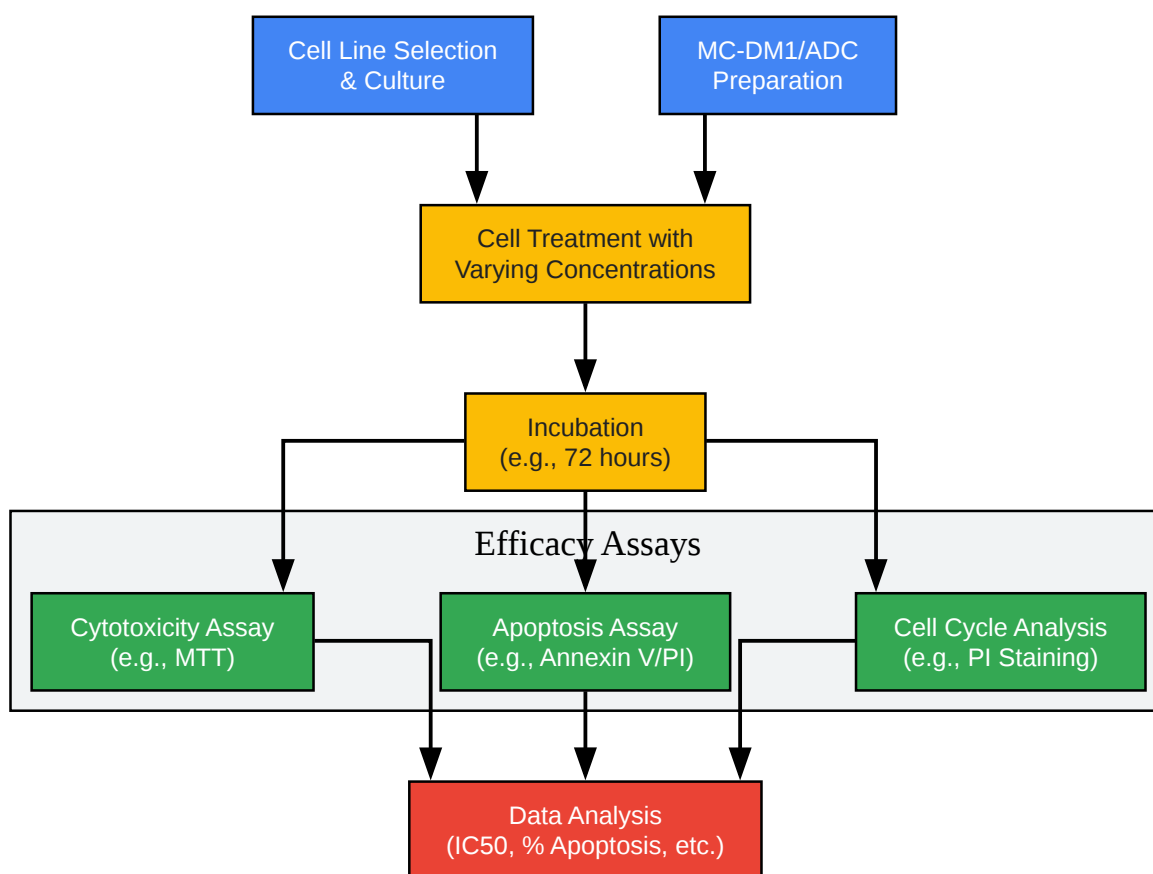 Cell Line Selection
& Culture
MC-DM1/ADC
Preparation
Cell Treatment with
Varying Concentrations
Incubation
(e.g., 72 hours)
Efficacy Assays
Cytotoxicity Assay
(e.g., MTT)
Apoptosis Assay
(e.g., Annexin V/PI)
Cell Cycle Analysis
(e.g., PI Staining)
Data Analysis
(IC50, % Apoptosis, etc.)